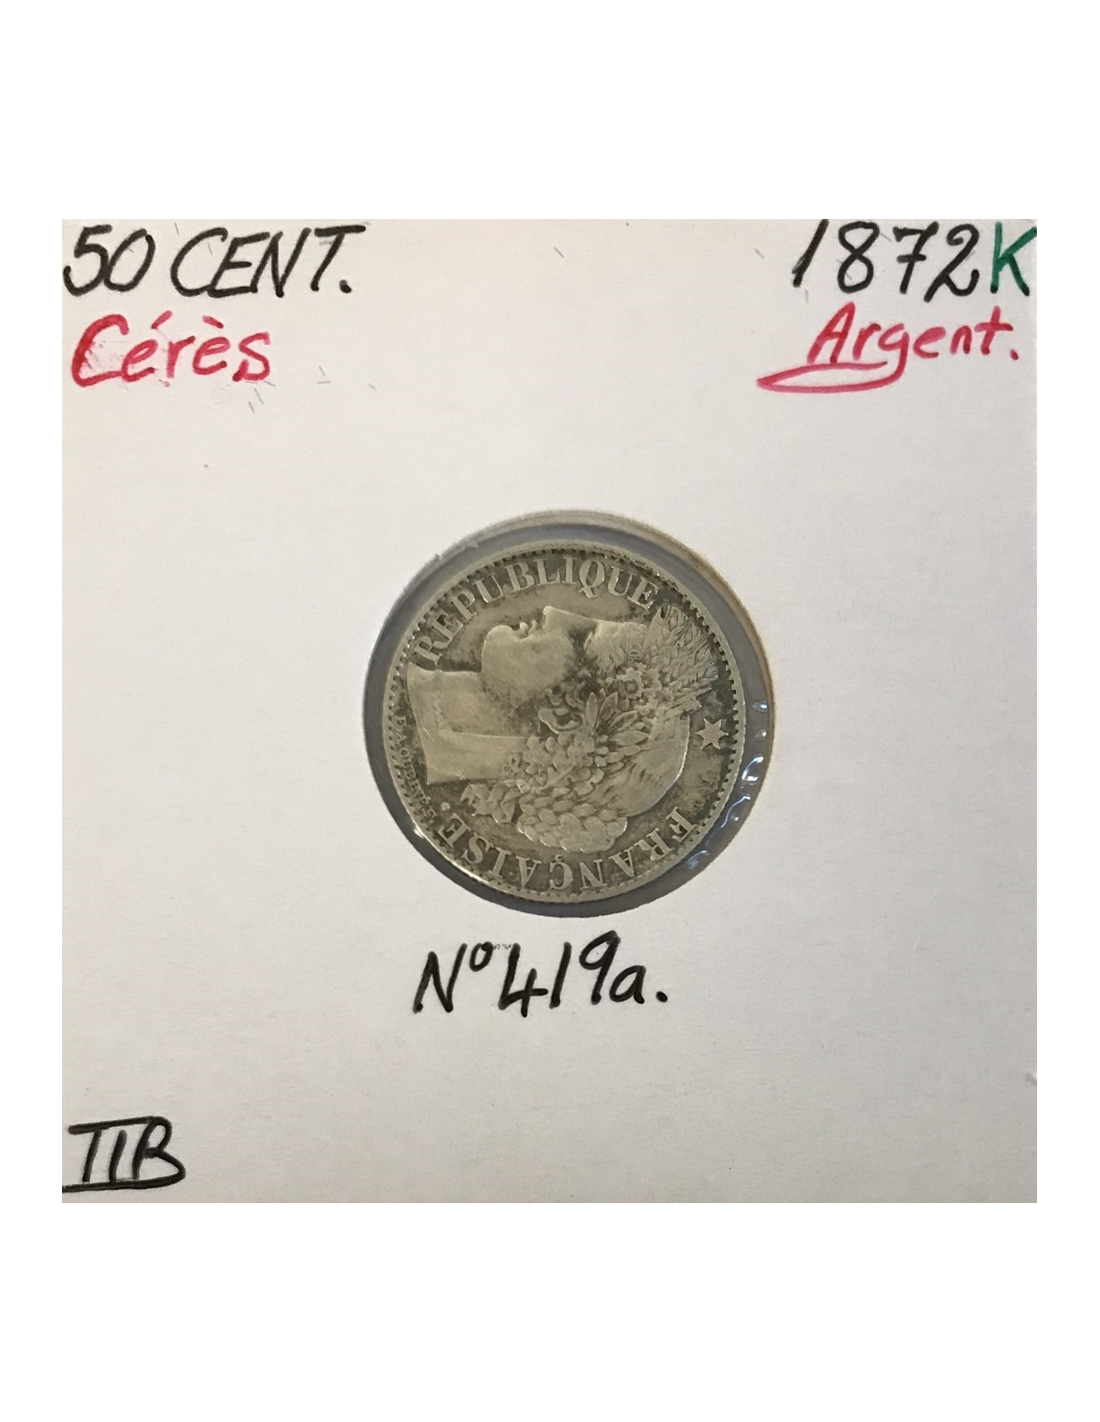 50 CENT. 1872K
Cérès Argent.
REPUBLIQUE FRANÇAISE.
N° 419a.
TTB